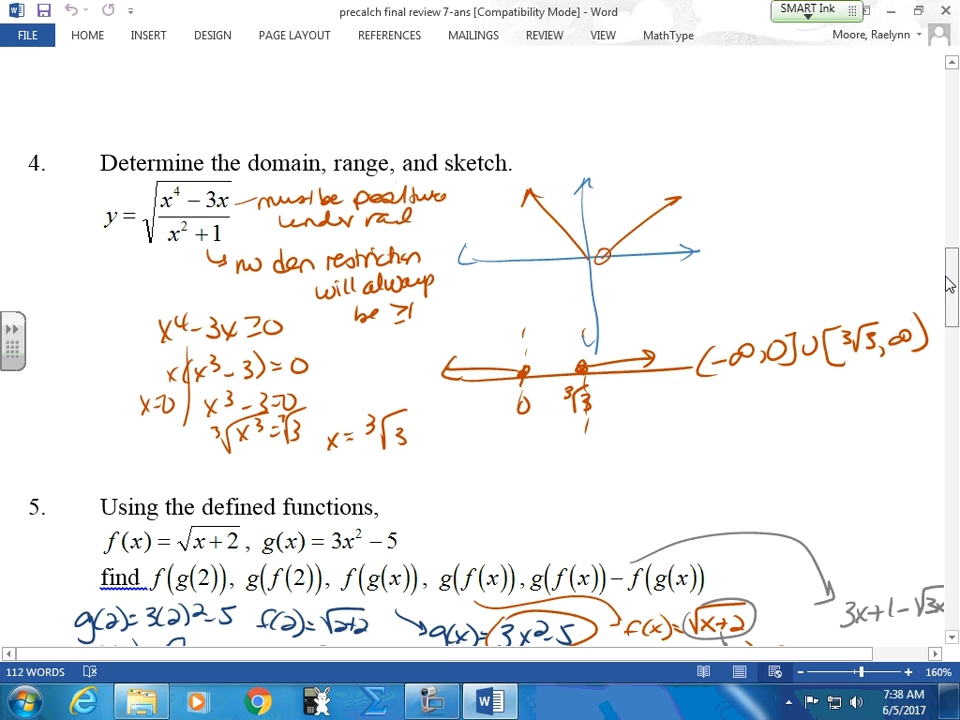 precalch final review 7-ans [Compatibility Mode] - Word
SMART Ink
FILE HOME INSERT DESIGN PAGE LAYOUT REFERENCES MAILINGS REVIEW VIEW MathType Moore, Raelynn
4. Determine the domain, range, and sketch.
y = √((x⁴ − 3x)/(x² + 1))
must be positive
under rad
no den restriction
will always
be ≥1
x⁴ - 3x ≥ 0
x(x³ - 3) = 0
x=0 x³ - 3=0
³√x³ = ³√3 x = ³√3
0 ³√3
(-∞, 0] ∪ [³√3, ∞)
5. Using the defined functions,
f(x) = √x + 2 , g(x) = 3x² − 5
find f(g(2)), g(f(2)), f(g(x)), g(f(x)), g(f(x)) − f(g(x))
g(2)= 3(2)²-5 f(2)=√2+2 g(x)= 3x²-5 f(x)=√x+2
3x+1-√3x
112 WORDS 160%
7:38 AM
6/5/2017